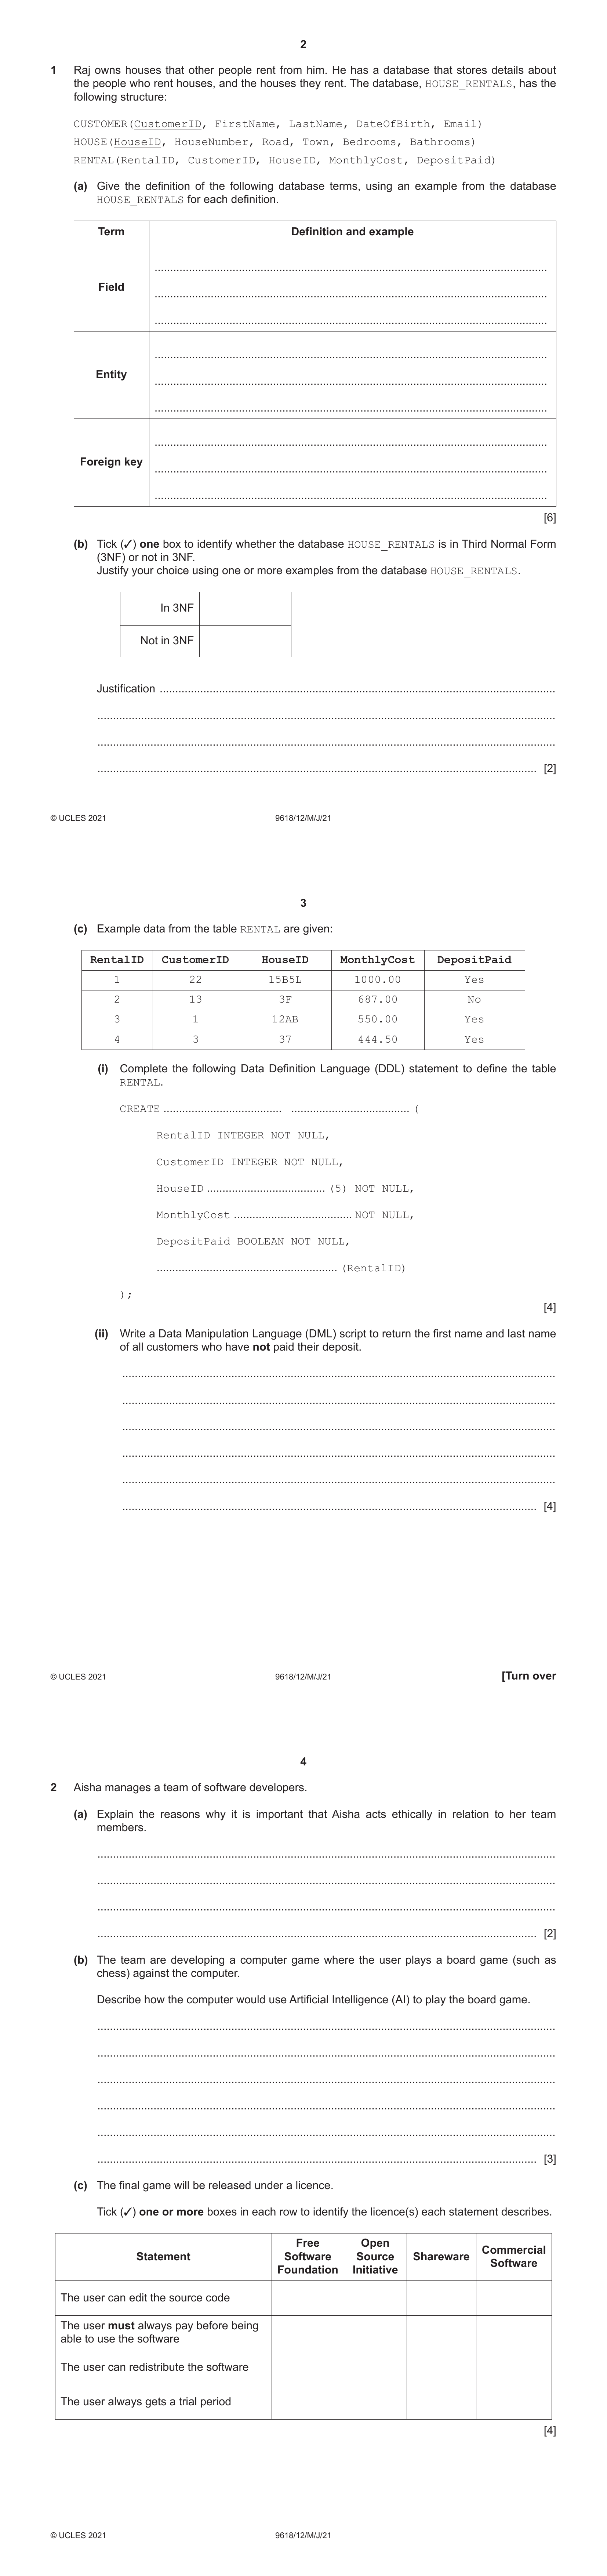 2
1 Raj owns houses that other people rent from him. He has a database that stores details about
the people who rent houses, and the houses they rent. The database, HOUSE_RENTALS, has the
following structure:
CUSTOMER(CustomerID, FirstName, LastName, DateOfBirth, Email)
HOUSE(HouseID, HouseNumber, Road, Town, Bedrooms, Bathrooms)
RENTAL(RentalID, CustomerID, HouseID, MonthlyCost, DepositPaid)
(a) Give the definition of the following database terms, using an example from the database
HOUSE_RENTALS for each definition.
Term Definition and example
Field
Entity
Foreign key
[6]
(b) Tick (✓) one box to identify whether the database HOUSE_RENTALS is in Third Normal Form
(3NF) or not in 3NF.
Justify your choice using one or more examples from the database HOUSE_RENTALS.
In 3NF
Not in 3NF
Justification ..........
[2]
© UCLES 2021 9618/12/M/J/21
3
(c) Example data from the table RENTAL are given:
RentalID CustomerID HouseID MonthlyCost DepositPaid
1 22 15B5L 1000.00 Yes
2 13 3F 687.00 No
3 1 12AB 550.00 Yes
4 3 37 444.50 Yes
(i) Complete the following Data Definition Language (DDL) statement to define the table
RENTAL.
CREATE .......... .......... (
RentalID INTEGER NOT NULL,
CustomerID INTEGER NOT NULL,
HouseID .......... (5) NOT NULL,
MonthlyCost .......... NOT NULL,
DepositPaid BOOLEAN NOT NULL,
.......... (RentalID)
);
[4]
(ii) Write a Data Manipulation Language (DML) script to return the first name and last name
of all customers who have not paid their deposit.
[4]
© UCLES 2021 9618/12/M/J/21 [Turn over
4
2 Aisha manages a team of software developers.
(a) Explain the reasons why it is important that Aisha acts ethically in relation to her team
members.
[2]
(b) The team are developing a computer game where the user plays a board game (such as
chess) against the computer.
Describe how the computer would use Artificial Intelligence (AI) to play the board game.
[3]
(c) The final game will be released under a licence.
Tick (✓) one or more boxes in each row to identify the licence(s) each statement describes.
Statement Free Software Foundation Open Source Initiative Shareware Commercial Software
The user can edit the source code
The user must always pay before being
able to use the software
The user can redistribute the software
The user always gets a trial period
[4]
© UCLES 2021 9618/12/M/J/21